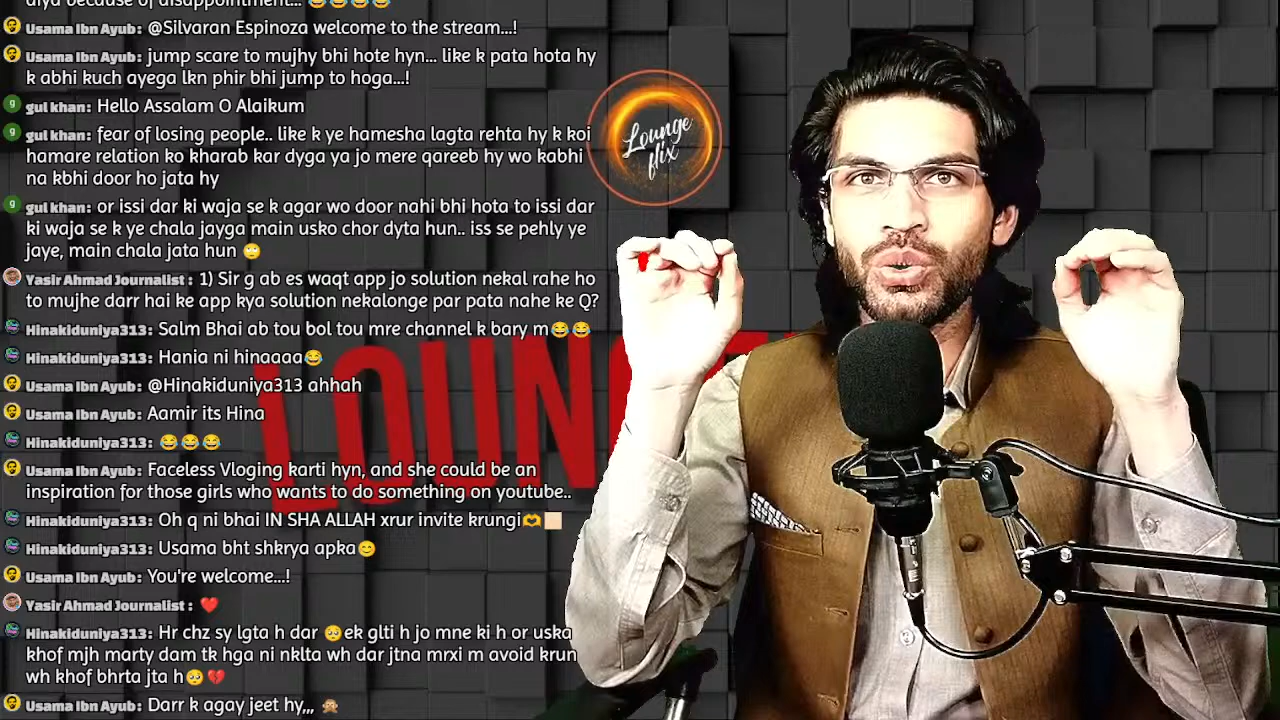 diya because of disappointment... 😂😂😂😂
Usama Ibn Ayub: @Silvaran Espinoza welcome to the stream...!
Usama Ibn Ayub: jump scare to mujhy bhi hote hyn... like k pata hota hy
k abhi kuch ayega lkn phir bhi jump to hoga...!
gul khan: Hello Assalam O Alaikum
gul khan: fear of losing people.. like k ye hamesha lagta rehta hy k koi
hamare relation ko kharab kar dyga ya jo mere qareeb hy wo kabhi
na kbhi door ho jata hy
gul khan: or issi dar ki waja se k agar wo door nahi bhi hota to issi dar
ki waja se k ye chala jayga main usko chor dyta hun.. iss se pehly ye
jaye, main chala jata hun 🙄
Yasir Ahmad Journalist : 1) Sir g ab es waqt app jo solution nekal rahe ho
to mujhe darr hai ke app kya solution nekalonge par pata nahe ke Q?
Hinakiduniya313: Salm Bhai ab tou bol tou mre channel k bary m😂😂
Hinakiduniya313: Hania ni hinaaaa😂
Usama Ibn Ayub: @Hinakiduniya313 ahhah
Usama Ibn Ayub: Aamir its Hina
Hinakiduniya313: 😂😂😂
Usama Ibn Ayub: Faceless Vloging karti hyn, and she could be an
inspiration for those girls who wants to do something on youtube..
Hinakiduniya313: Oh q ni bhai IN SHA ALLAH xrur invite krungi🫶🏻
Hinakiduniya313: Usama bht shkrya apka😊
Usama Ibn Ayub: You're welcome...!
Yasir Ahmad Journalist : ❤️
Hinakiduniya313: Hr chz sy lgta h dar 🥺ek glti h jo mne ki h or uska
khof mjh marty dam tk hga ni nklta wh dar jtna mrxi m avoid krun
wh khof bhrta jta h🥺💔
Usama Ibn Ayub: Darr k agay jeet hy,,, 🙊
Lounge
flix